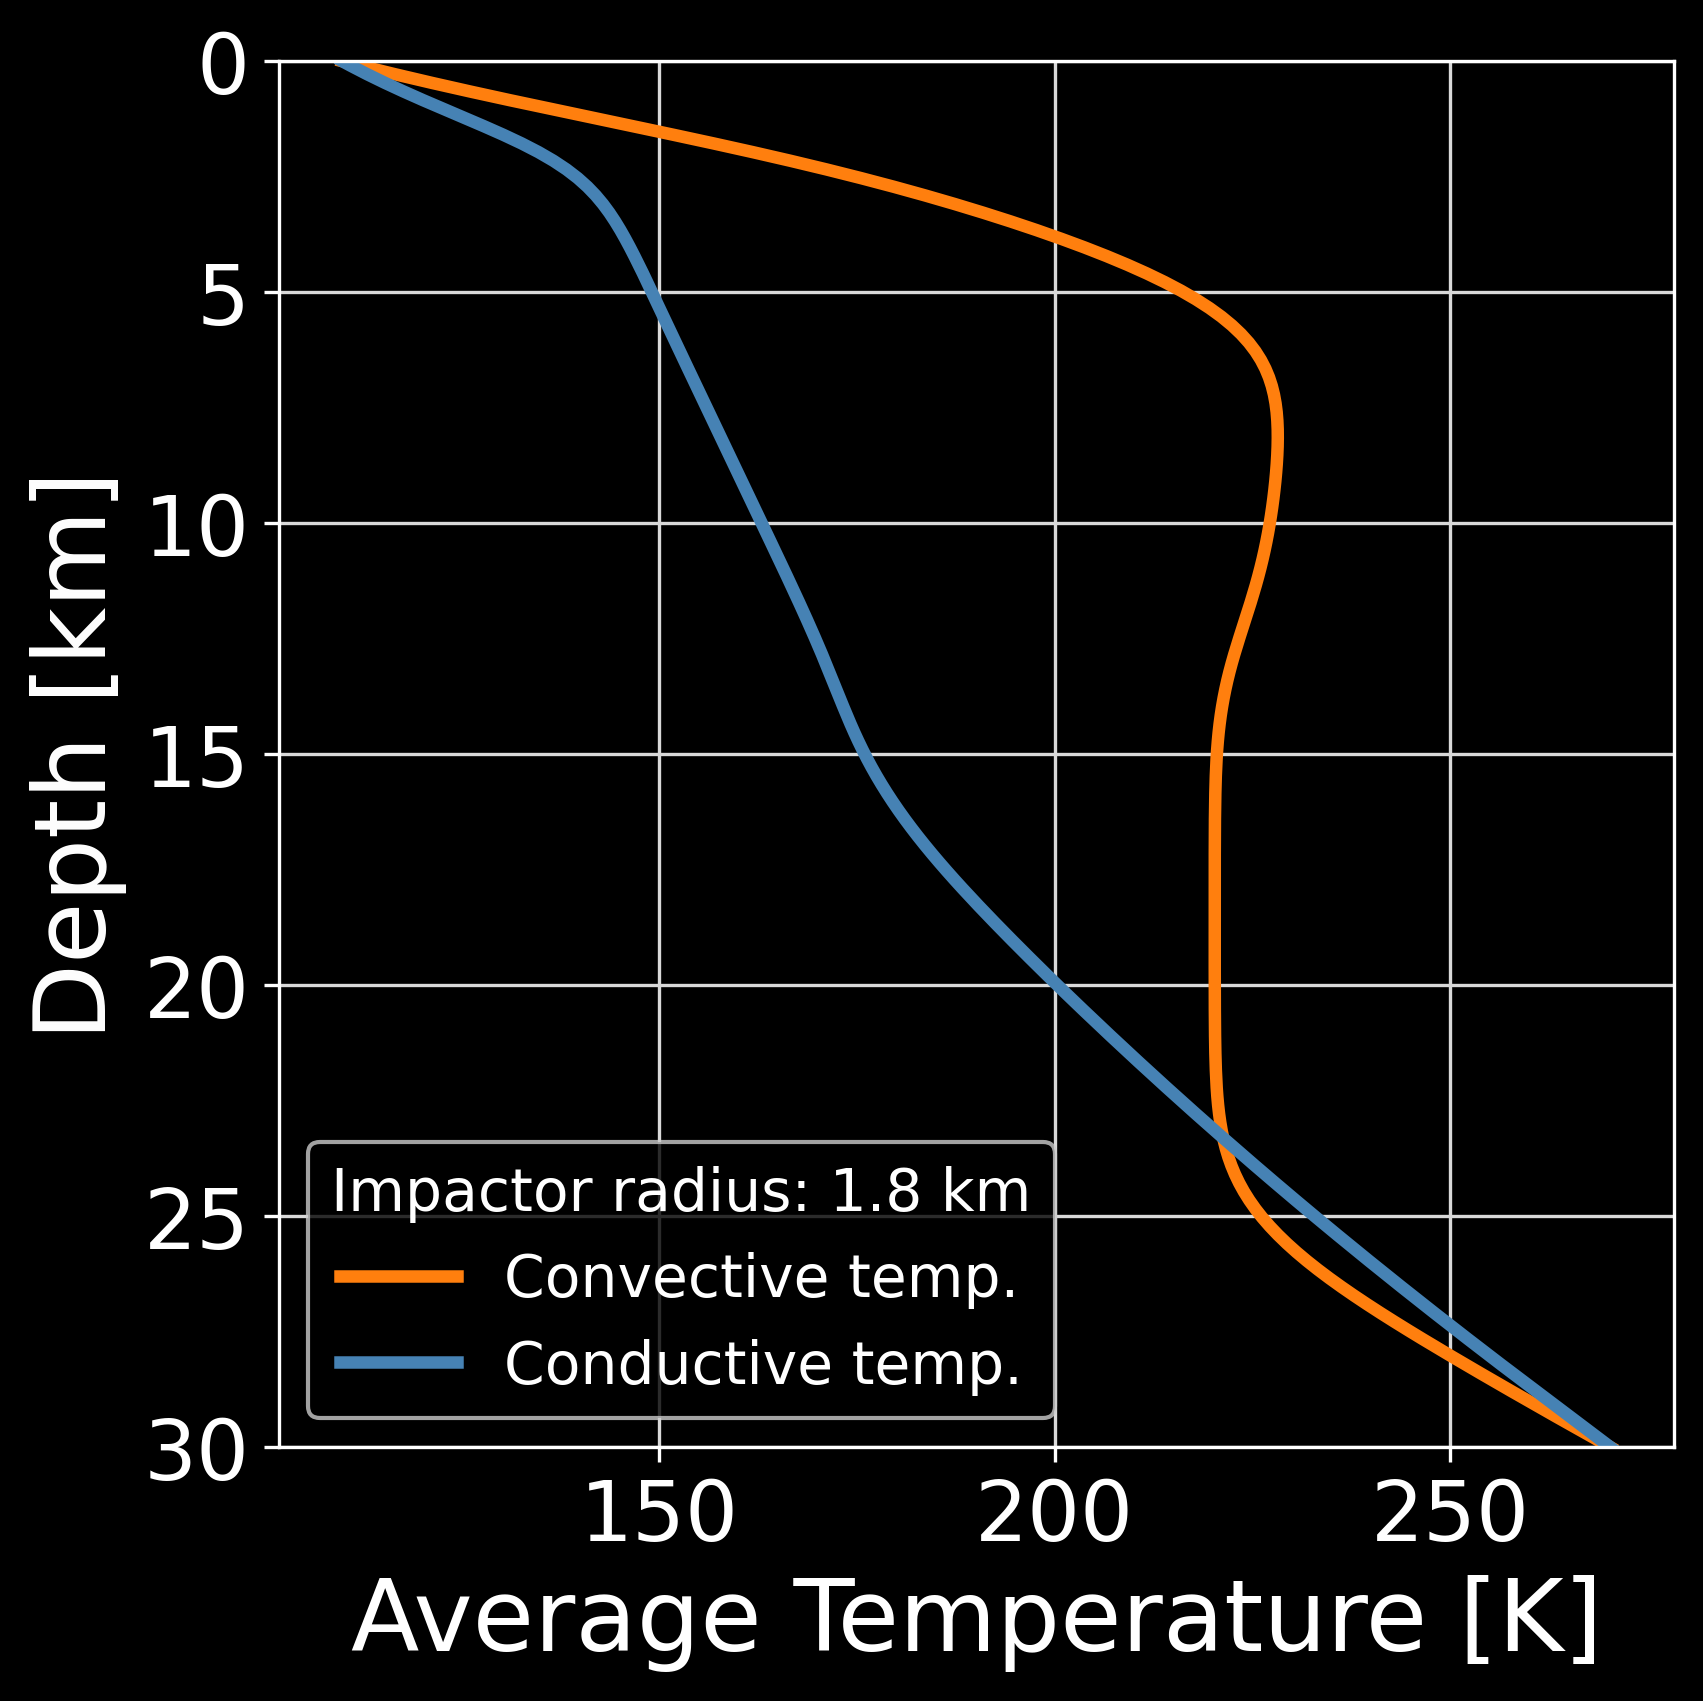 0
5
10
15
20
25
30
Depth [km]
Impactor radius: 1.8 km
Convective temp.
Conductive temp.
150 200 250
Average Temperature [K]